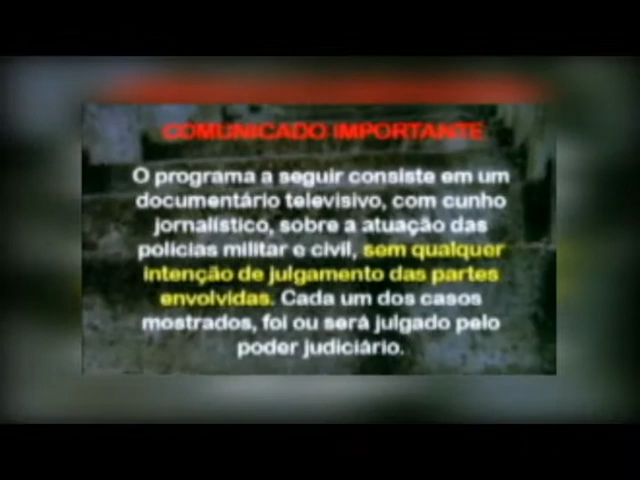 COMUNICADO IMPORTANTE
O programa a seguir consiste em um
documentário televisivo, com cunho
jornalístico, sobre a atuação das
polícias militar e civil, sem qualquer
intenção de julgamento das partes
envolvidas. Cada um dos casos
mostrados, foi ou será julgado pelo
poder judiciário.